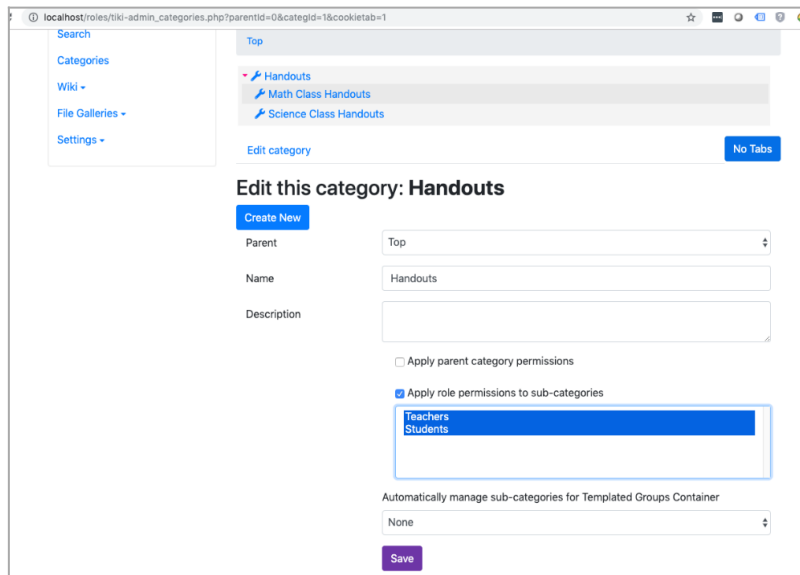 localhost/roles/tiki-admin_categories.php?parentId=0&categId=1&cookietab=1
Search
Categories
Wiki
File Galleries
Settings
Top
Handouts
Math Class Handouts
Science Class Handouts
Edit category
No Tabs
Edit this category: Handouts
Create New
Parent
Top
Name
Handouts
Description
Apply parent category permissions
Apply role permissions to sub-categories
Teachers
Students
Automatically manage sub-categories for Templated Groups Container
None
Save